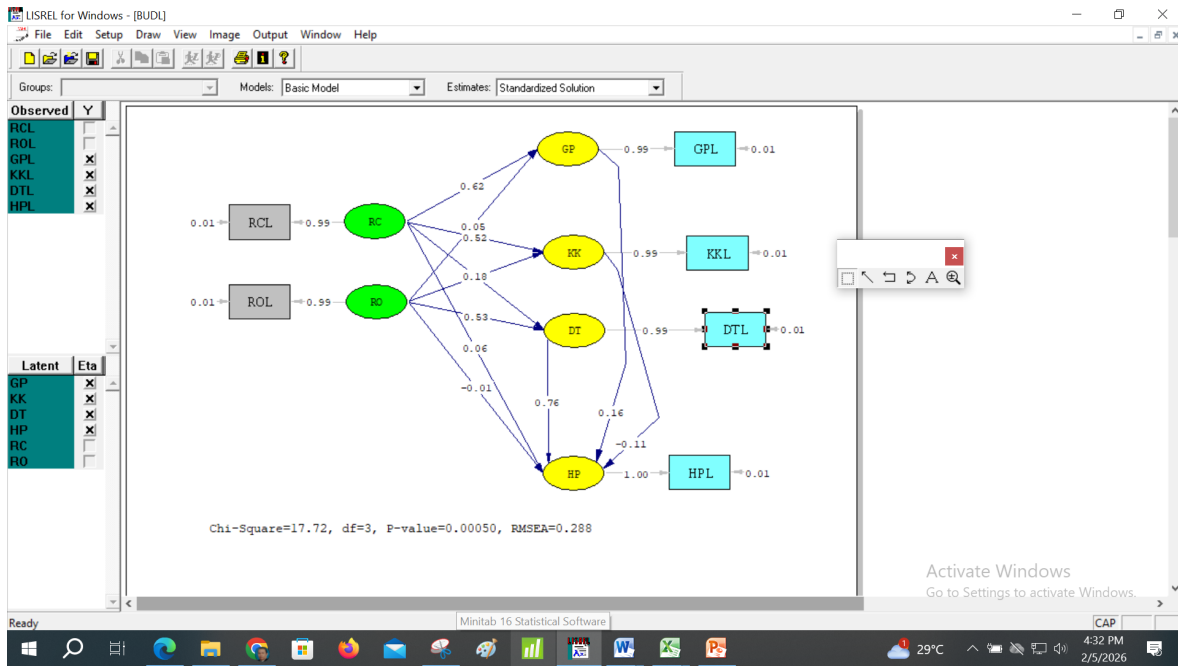 LISREL for Windows - [BUDL]
File Edit Setup Draw View Image Output Window Help
Groups: Models: Basic Model Estimates: Standardized Solution
Observed Y
RCL
ROL
GPL
KKL
DTL
HPL
Latent Eta
GP
KK
DT
HP
RC
RO
GP 0.99 GPL 0.01
0.62
0.01 RCL 0.99 RC
0.05
0.52
KK 0.99 KKL 0.01
0.18
0.01 ROL 0.99 RO
0.53
DT 0.99 DTL 0.01
0.06
-0.01
0.76
0.16
-0.11
HP 1.00 HPL 0.01
Chi-Square=17.72, df=3, P-value=0.00050, RMSEA=0.288
A
Activate Windows
Go to Settings to activate Windows.
Ready
Minitab 16 Statistical Software
CAP
29°C
4:32 PM
2/5/2026